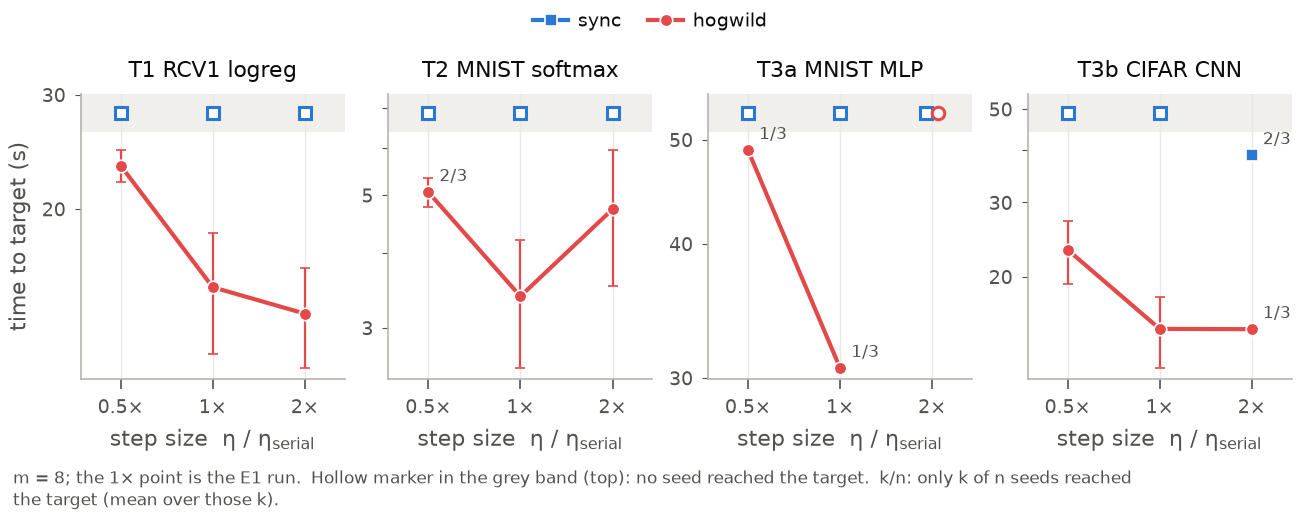 sync hogwild
T1 RCV1 logreg
T2 MNIST softmax
T3a MNIST MLP
T3b CIFAR CNN
time to target (s)
30
20
0.5× 1× 2×
step size η / ηserial
5
3
2/3
0.5× 1× 2×
step size η / ηserial
50
40
30
1/3
1/3
0.5× 1× 2×
step size η / ηserial
50
30
20
2/3
1/3
0.5× 1× 2×
step size η / ηserial
m = 8; the 1× point is the E1 run. Hollow marker in the grey band (top): no seed reached the target. k/n: only k of n seeds reached
the target (mean over those k).